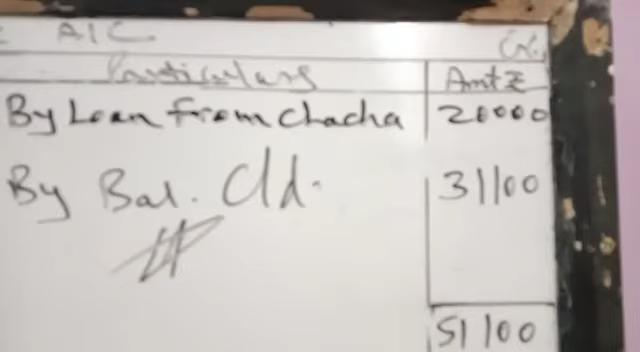 A/C Cr.
Particulars Amt ₹
By Loan from chacha 20000
By Bal. C/d. 31100
51100